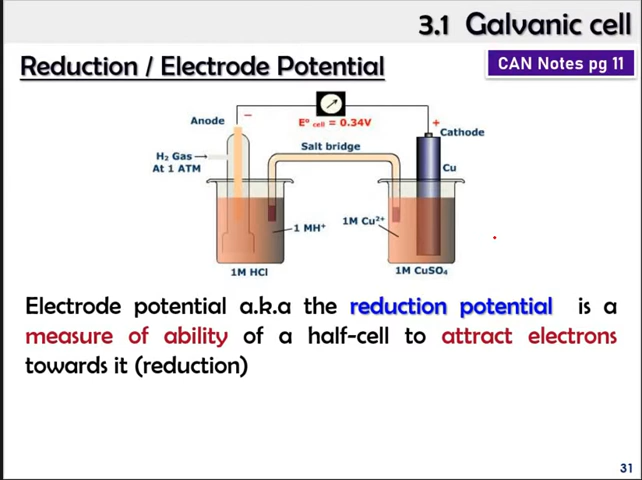 3.1 Galvanic cell
Reduction / Electrode Potential
CAN Notes pg 11
Anode
−
E° cell = 0.34V
+
Cathode
H₂ Gas
At 1 ATM
Salt bridge
Cu
1 MH⁺
1M Cu²⁺
1M HCl
1M CuSO₄
Electrode potential a.k.a the reduction potential is a
measure of ability of a half-cell to attract electrons
towards it (reduction)
31